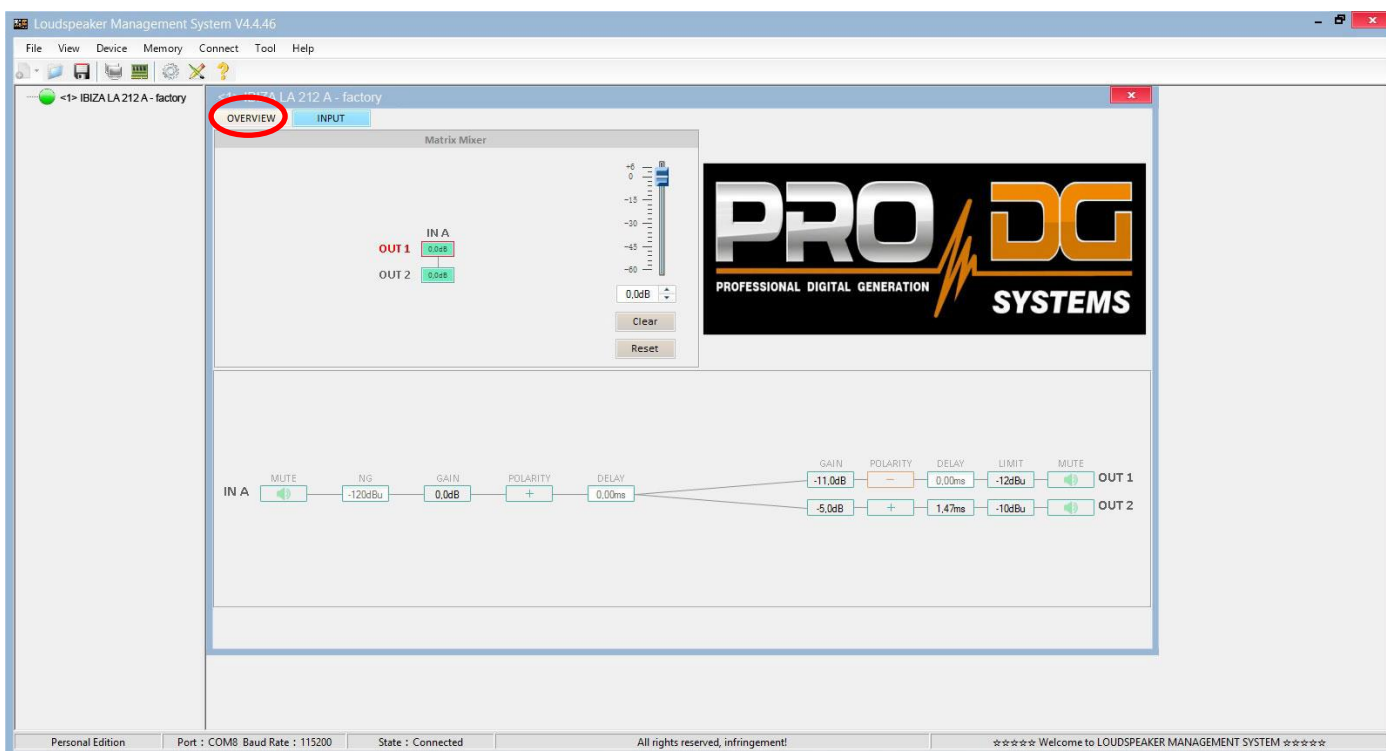 Loudspeaker Management System V4.4.46
File View Device Memory Connect Tool Help
<1> IBIZA LA 212 A - factory
<1> IBIZA LA 212 A - factory
OVERVIEW INPUT
Matrix Mixer
+6
0
-15
-30
-45
-60
IN A
OUT 1 0,0dB
OUT 2 0,0dB
0,0dB
Clear
Reset
PRO DG
PROFESSIONAL DIGITAL GENERATION
SYSTEMS
MUTE NG GAIN POLARITY DELAY GAIN POLARITY DELAY LIMIT MUTE
IN A -120dBu 0,0dB + 0,00ms
-11,0dB - 0,00ms -12dBu OUT 1
-5,0dB + 1,47ms -10dBu OUT 2
Personal Edition Port : COM8 Baud Rate : 115200 State : Connected All rights reserved, infringement! ☆☆☆☆☆ Welcome to LOUDSPEAKER MANAGEMENT SYSTEM ☆☆☆☆☆